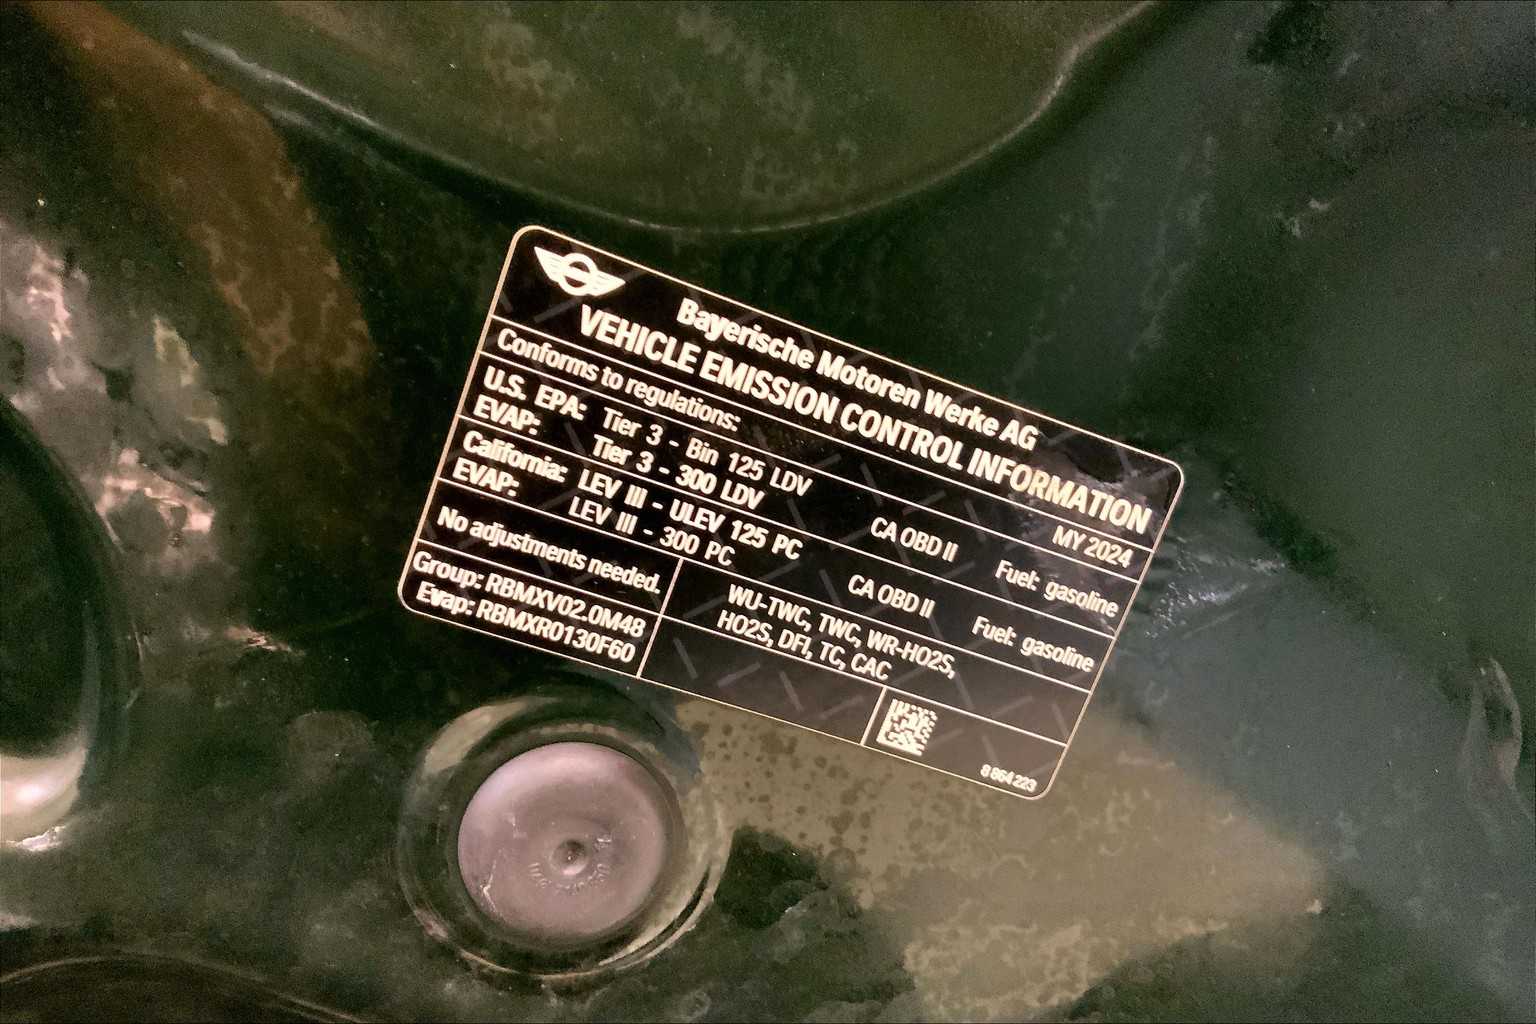 Bayerische Motoren Werke AG
VEHICLE EMISSION CONTROL INFORMATION
Conforms to regulations: MY 2024
U.S. EPA: Tier 3 - Bin 125 LDV CA OBD II Fuel: gasoline
EVAP: Tier 3 - 300 LDV
California: LEV III - ULEV 125 PC CA OBD II Fuel: gasoline
EVAP: LEV III - 300 PC
No adjustments needed.
WU-TWC, TWC, WR-HO2S,
HO2S, DFI, TC, CAC
Group: RBMXV02.0M48
Evap: RBMXR0130F60
8 864 223